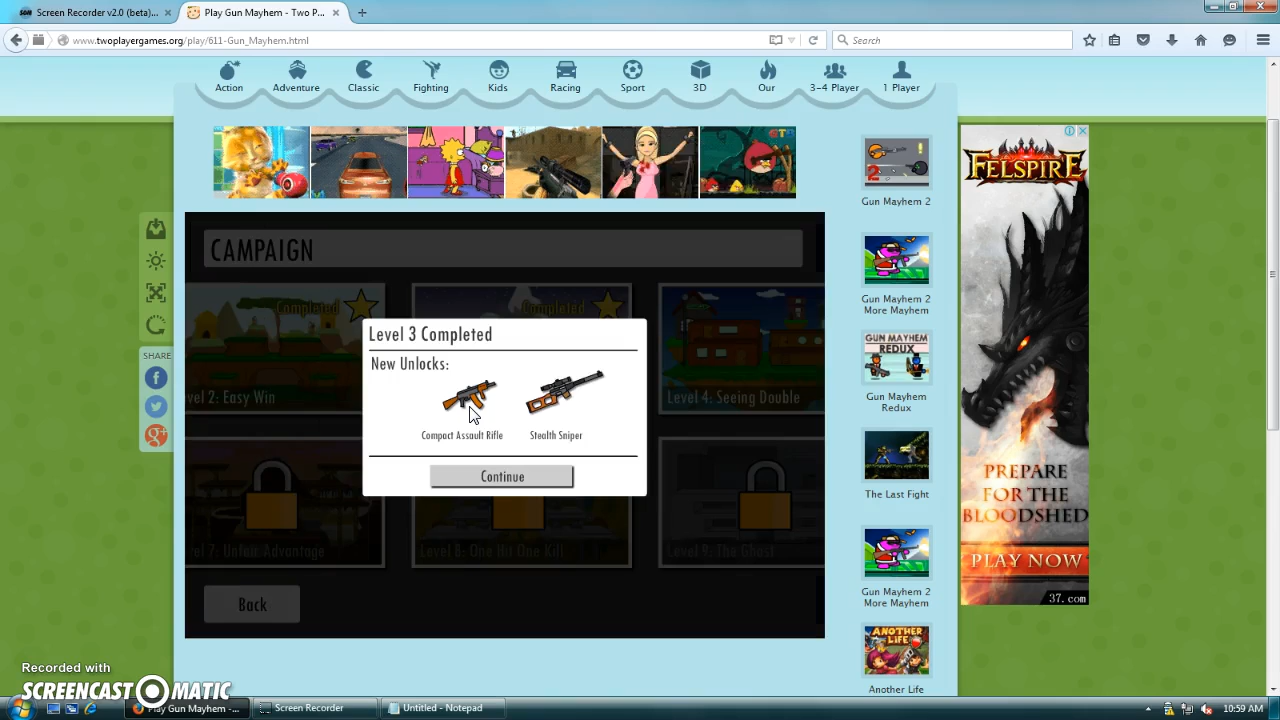 Screen Recorder v2 (beta)...
Play Gun Mayhem - Two P...
www.twoplayergames.org/play/611-Gun_Mayhem.html
Search
Action
Adventure
Classic
Fighting
Kids
Racing
Sport
3D
Our
3-4 Player
1 Player
SHARE
CAMPAIGN
Completed
Completed
vel 2: Easy Win
Level 4: Seeing Double
Level 3 Completed
New Unlocks:
Compact Assault Rifle
Stealth Sniper
Continue
vel 7: Unfair Advantage
Level 8: One Hit One Kill
Level 9: The Ghost
Back
2
Gun Mayhem 2
Gun Mayhem 2
More Mayhem
GUN MAYHEM
REDUX
Gun Mayhem
Redux
The Last Fight
Gun Mayhem 2
More Mayhem
ANOTHER
LIFE
Another Life
FELSPIRE
PREPARE
FOR THE
BLOODSHED
PLAY NOW
37.com
Recorded with
SCREENCAST-O-MATIC
Play Gun Mayhem -...
Screen Recorder
Untitled - Notepad
10:59 AM